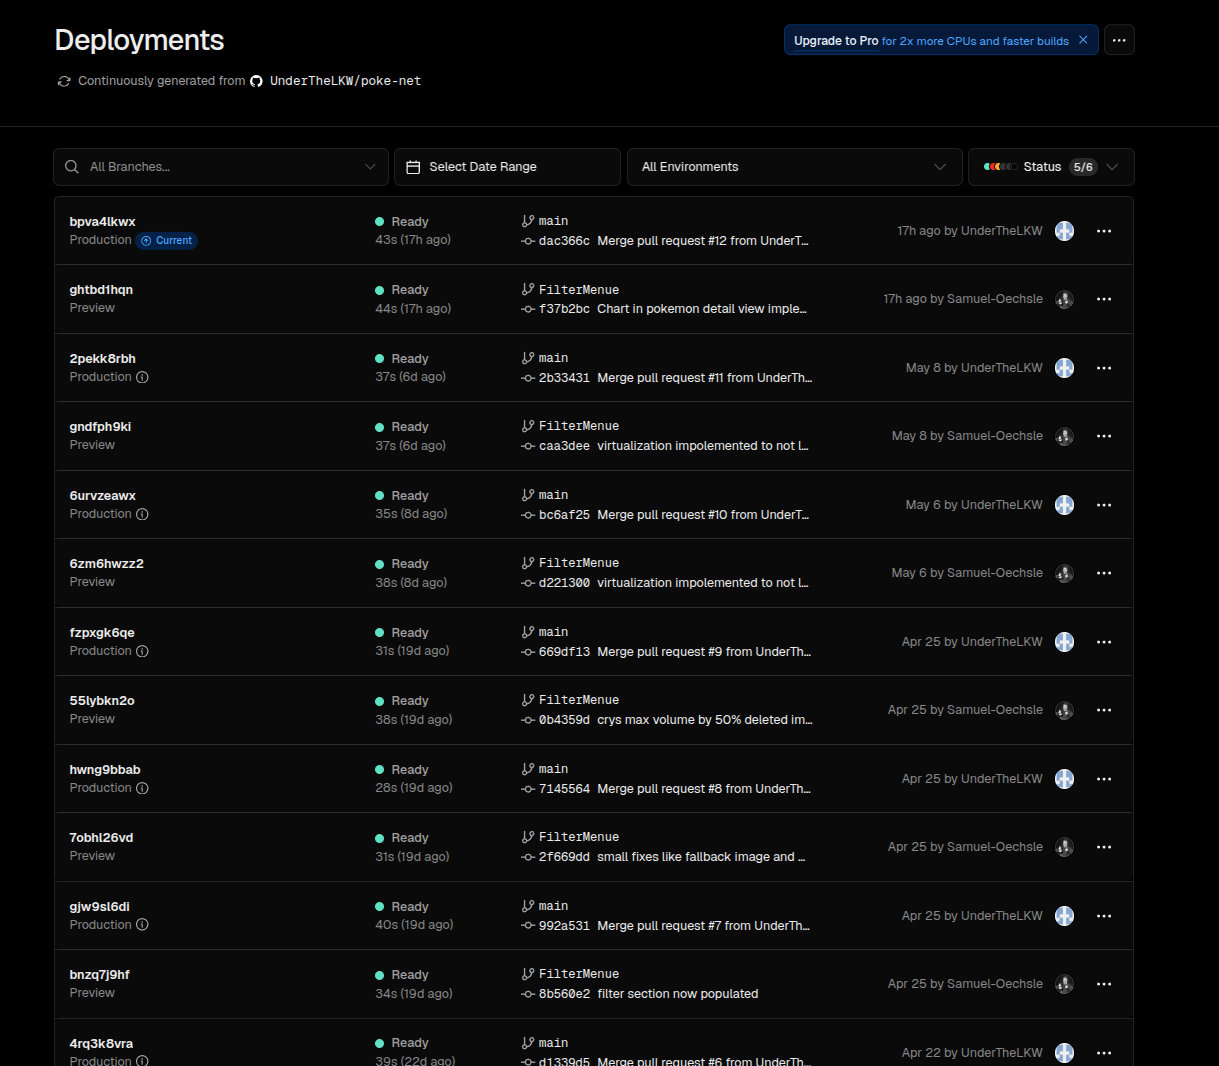 Deployments
Upgrade to Pro for 2x more CPUs and faster builds
Continuously generated from UnderTheLKW/poke-net
All Branches...
Select Date Range
All Environments
Status 5/6
bpva4lkwx
Production Current
Ready
43s (17h ago)
main
dac366c Merge pull request #12 from UnderT...
17h ago by UnderTheLKW
ghtbd1hqn
Preview
Ready
44s (17h ago)
FilterMenue
f37b2bc Chart in pokemon detail view imple...
17h ago by Samuel-Oechsle
2pekk8rbh
Production
Ready
37s (6d ago)
main
2b33431 Merge pull request #11 from UnderTh...
May 8 by UnderTheLKW
gndfph9ki
Preview
Ready
37s (6d ago)
FilterMenue
caa3dee virtualization impolemented to not l...
May 8 by Samuel-Oechsle
6urvzeawx
Production
Ready
35s (8d ago)
main
bc6af25 Merge pull request #10 from UnderT...
May 6 by UnderTheLKW
6zm6hwzz2
Preview
Ready
38s (8d ago)
FilterMenue
d221300 virtualization impolemented to not l...
May 6 by Samuel-Oechsle
fzpxgk6qe
Production
Ready
31s (19d ago)
main
669df13 Merge pull request #9 from UnderTh...
Apr 25 by UnderTheLKW
55lybkn2o
Preview
Ready
38s (19d ago)
FilterMenue
0b4359d crys max volume by 50% deleted im...
Apr 25 by Samuel-Oechsle
hwng9bbab
Production
Ready
28s (19d ago)
main
7145564 Merge pull request #8 from UnderTh...
Apr 25 by UnderTheLKW
7obhl26vd
Preview
Ready
31s (19d ago)
FilterMenue
2f669dd small fixes like fallback image and ...
Apr 25 by Samuel-Oechsle
gjw9sl6di
Production
Ready
40s (19d ago)
main
992a531 Merge pull request #7 from UnderTh...
Apr 25 by UnderTheLKW
bnzq7j9hf
Preview
Ready
34s (19d ago)
FilterMenue
8b560e2 filter section now populated
Apr 25 by Samuel-Oechsle
4rq3k8vra
Production
Ready
39s (22d ago)
main
d1339d5 Merge pull request #6 from UnderTh...
Apr 22 by UnderTheLKW